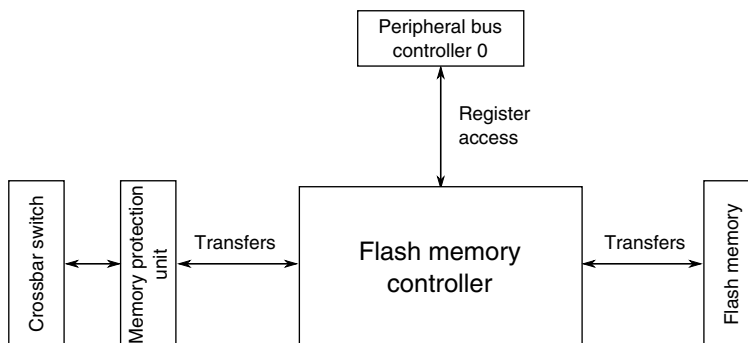 Peripheral bus
controller 0
Register
access
Crossbar switch
Memory protection
unit
Transfers
Flash memory
controller
Transfers
Flash memory